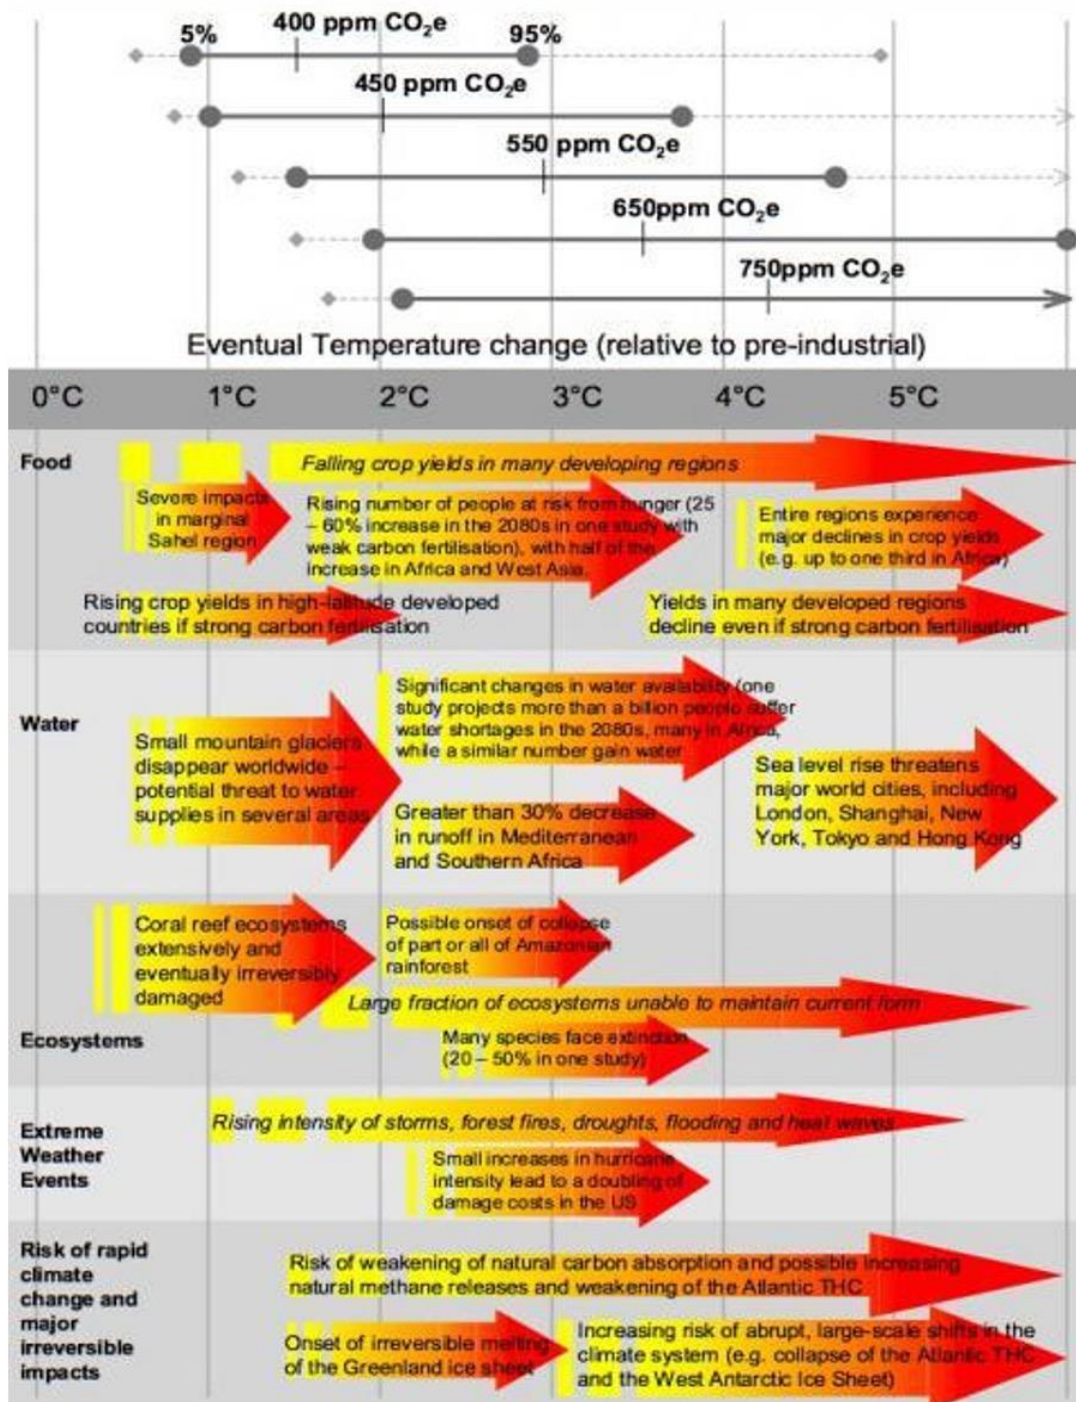 400 ppm CO₂e
5%
95%
450 ppm CO₂e
550 ppm CO₂e
650ppm CO₂e
750ppm CO₂e
Eventual Temperature change (relative to pre-industrial)
0°C 1°C 2°C 3°C 4°C 5°C
Food
Falling crop yields in many developing regions
Severe impacts
in marginal
Sahel region
Rising number of people at risk from hunger (25
– 60% increase in the 2080s in one study with
weak carbon fertilisation), with half of the
increase in Africa and West Asia.
Entire regions experience
major declines in crop yields
(e.g. up to one third in Africa)
Rising crop yields in high-latitude developed
countries if strong carbon fertilisation
Yields in many developed regions
decline even if strong carbon fertilisation
Water
Small mountain glaciers
disappear worldwide –
potential threat to water
supplies in several areas
Significant changes in water availability (one
study projects more than a billion people suffer
water shortages in the 2080s, many in Africa,
while a similar number gain water
Greater than 30% decrease
in runoff in Mediterranean
and Southern Africa
Sea level rise threatens
major world cities, including
London, Shanghai, New
York, Tokyo and Hong Kong
Ecosystems
Coral reef ecosystems
extensively and
eventually irreversibly
damaged
Possible onset of collapse
of part or all of Amazonian
rainforest
Large fraction of ecosystems unable to maintain current form
Many species face extinction
(20 – 50% in one study)
Extreme
Weather
Events
Rising intensity of storms, forest fires, droughts, flooding and heat waves
Small increases in hurricane
intensity lead to a doubling of
damage costs in the US
Risk of rapid
climate
change and
major
irreversible
impacts
Risk of weakening of natural carbon absorption and possible increasing
natural methane releases and weakening of the Atlantic THC
Onset of irreversible melting
of the Greenland ice sheet
Increasing risk of abrupt, large-scale shifts in the
climate system (e.g. collapse of the Atlantic THC
and the West Antarctic Ice Sheet)